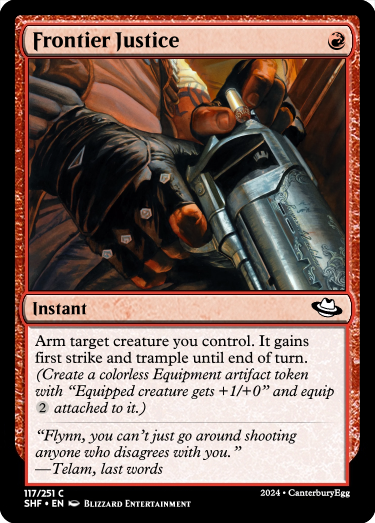 Frontier Justice
Instant
Arm target creature you control. It gains
first strike and trample until end of turn.
(Create a colorless Equipment artifact token
with “Equipped creature gets +1/+0” and equip
2 attached to it.)
“Flynn, you can’t just go around shooting
anyone who disagrees with you.”
—Telam, last words
117/251 C
SHF • EN Blizzard Entertainment
2024 • CanterburyEgg